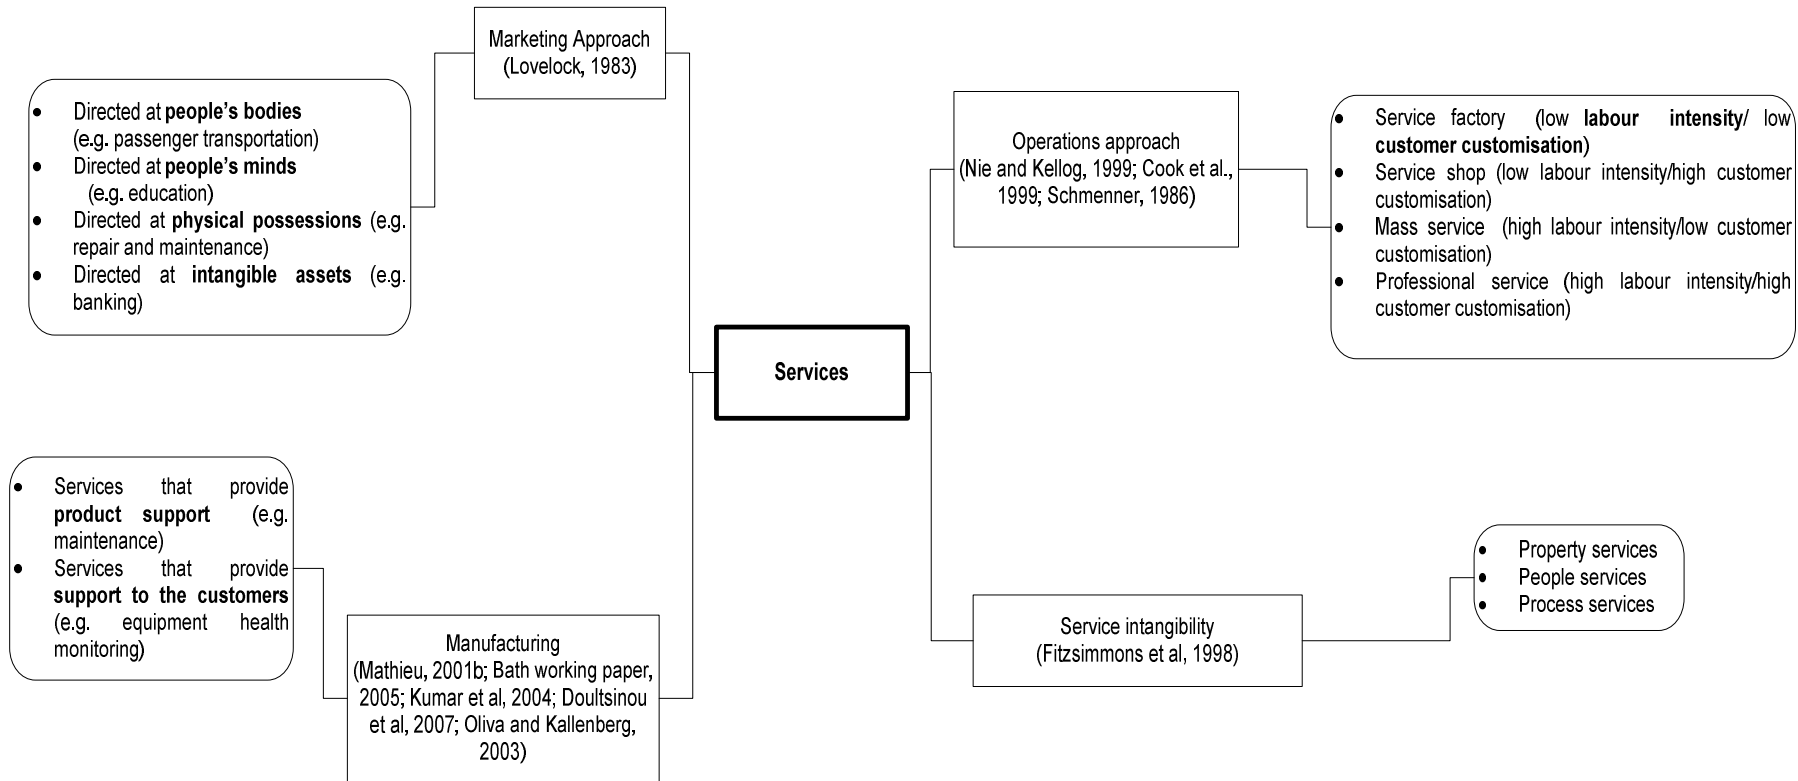 Marketing Approach
(Lovelock, 1983)
• Directed at people's bodies
(e.g. passenger transportation)
• Directed at people's minds
(e.g. education)
• Directed at physical possessions (e.g.
repair and maintenance)
• Directed at intangible assets (e.g.
banking)
Operations approach
(Nie and Kellog, 1999; Cook et al.,
1999; Schmenner, 1986)
• Service factory (low labour intensity/ low
customer customisation)
• Service shop (low labour intensity/high customer
customisation)
• Mass service (high labour intensity/low customer
customisation)
• Professional service (high labour intensity/high
customer customisation)
Services
• Services that provide
product support (e.g.
maintenance)
• Services that provide
support to the customers
(e.g. equipment health
monitoring)
Manufacturing
(Mathieu, 2001b; Bath working paper,
2005; Kumar et al, 2004; Doultsinou
et al, 2007; Oliva and Kallenberg,
2003)
Service intangibility
(Fitzsimmons et al, 1998)
• Property services
• People services
• Process services